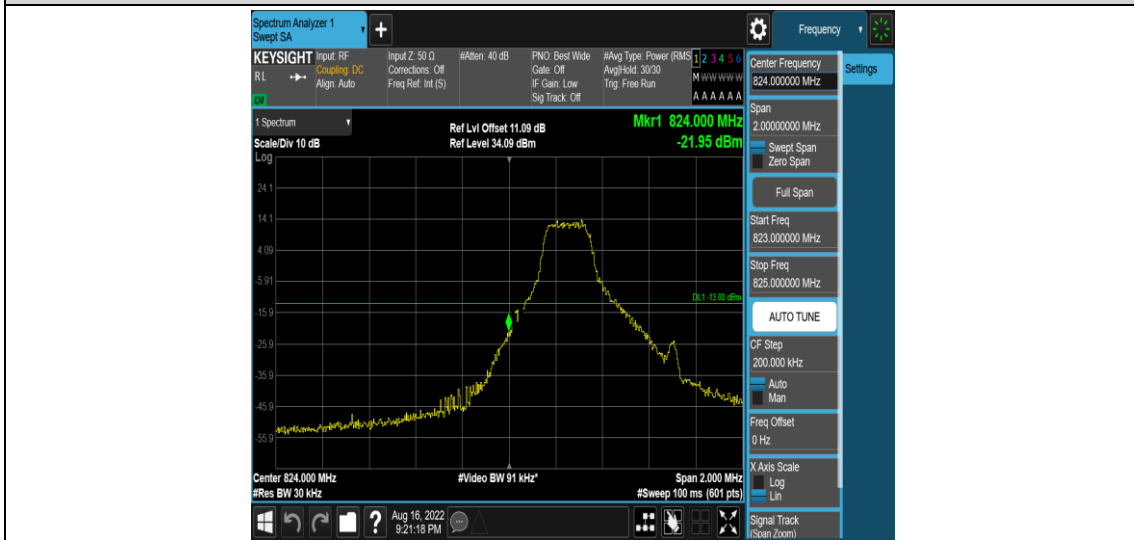 Spectrum Analyzer 1
Swept SA
Frequency
KEYSIGHT
RL
LXI
Input: RF
Coupling: DC
Align: Auto
Input Z: 50 Ω
Corrections: Off
Freq Ref: Int (S)
#Atten: 40 dB
PNO: Best Wide
Gate: Off
IF Gain: Low
Sig Track: Off
#Avg Type: Power (RMS
Avg|Hold: 30/30
Trig: Free Run
1 2 3 4 5 6
M W W W W W
A A A A A A
1 Spectrum
Scale/Div 10 dB
Log
Ref Lvl Offset 11.09 dB
Ref Level 34.09 dBm
Mkr1 824.000 MHz
-21.95 dBm
24.1
14.1
4.09
-5.91
DL1 -13.00 dBm
-15.9
1
-25.9
-35.9
-45.9
-55.9
Center 824.000 MHz
#Res BW 30 kHz
#Video BW 91 kHz*
Span 2.000 MHz
#Sweep 100 ms (601 pts)
Aug 16, 2022
9:21:18 PM
Center Frequency
824.000000 MHz
Settings
Span
2.00000000 MHz
Swept Span
Zero Span
Full Span
Start Freq
823.000000 MHz
Stop Freq
825.000000 MHz
AUTO TUNE
CF Step
200.000 kHz
Auto
Man
Freq Offset
0 Hz
X Axis Scale
Log
Lin
Signal Track
(Span Zoom)